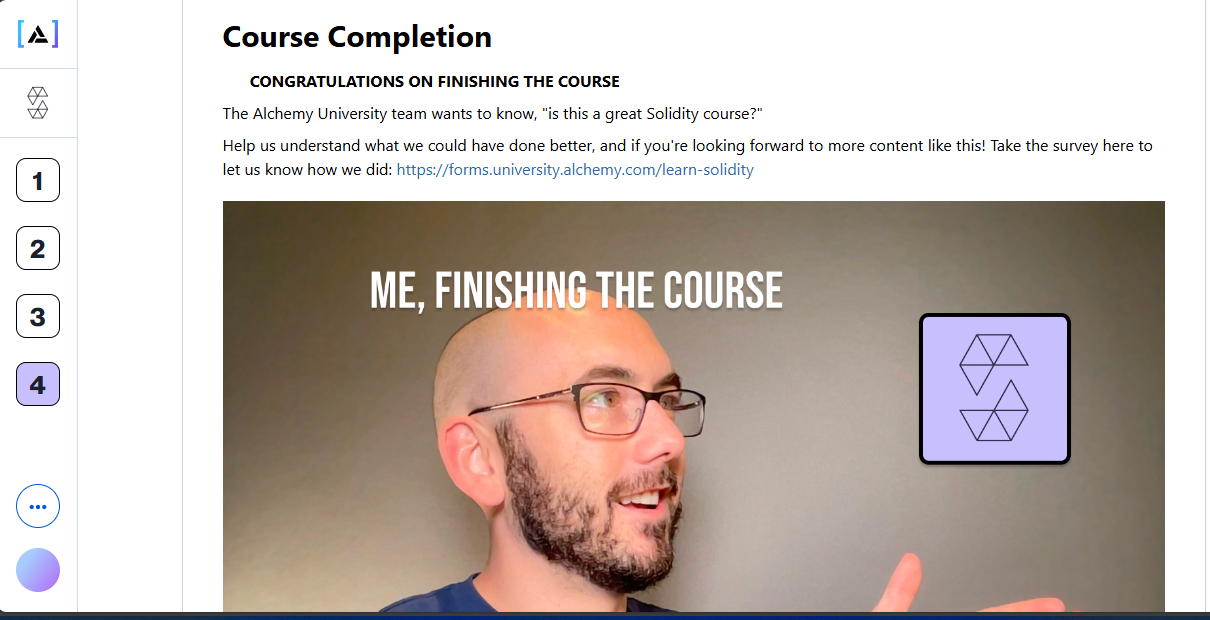 [A]
Course Completion
CONGRATULATIONS ON FINISHING THE COURSE
The Alchemy University team wants to know, "is this a great Solidity course?"
Help us understand what we could have done better, and if you're looking forward to more content like this! Take the survey here to
let us know how we did: https://forms.university.alchemy.com/learn-solidity
1
2
3
4
ME, FINISHING THE COURSE